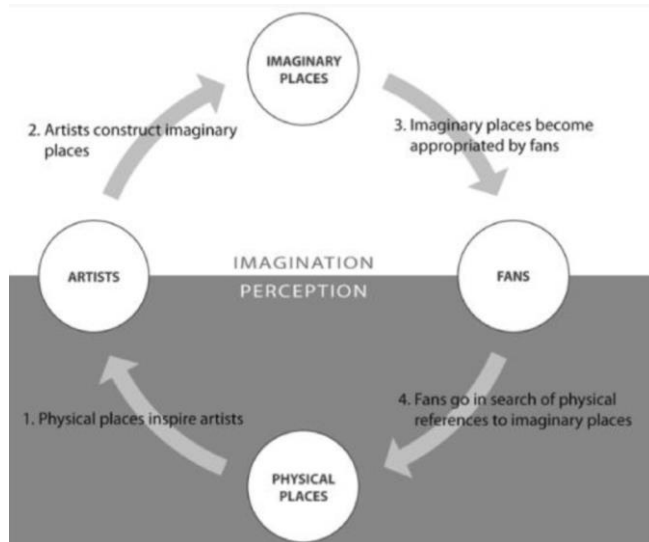 IMAGINARY
PLACES
2. Artists construct imaginary
places
3. Imaginary places become
appropriated by fans
ARTISTS
IMAGINATION
PERCEPTION
FANS
1. Physical places inspire artists
4. Fans go in search of physical
references to imaginary places
PHYSICAL
PLACES